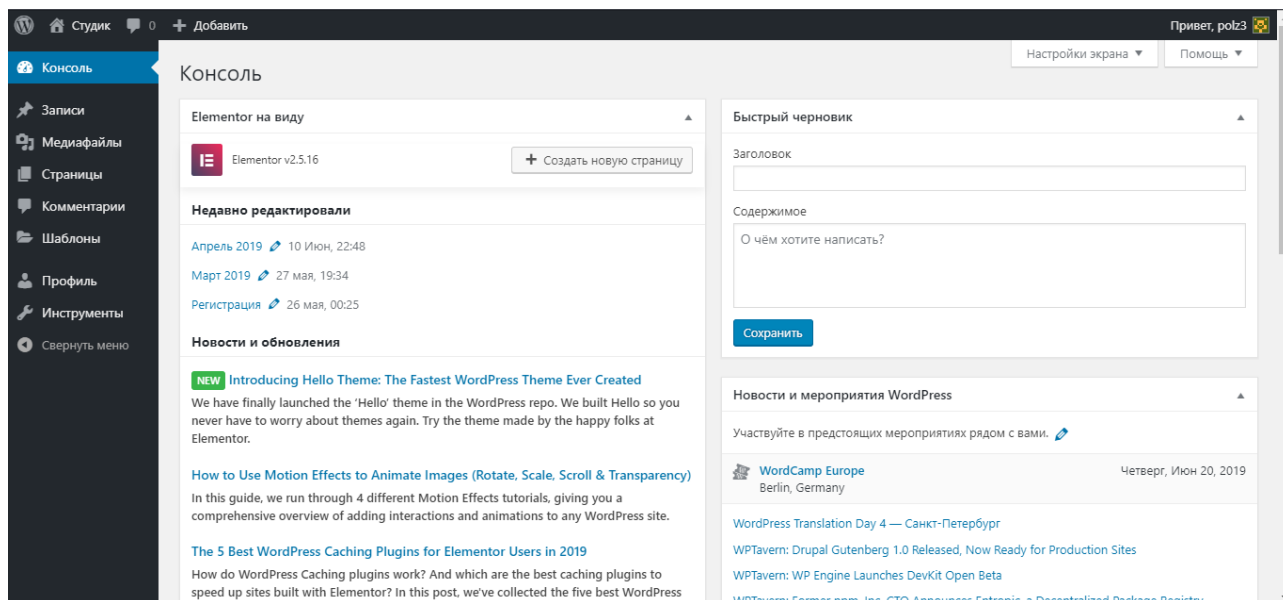 Студик 0 Добавить Привет, polz3
Консоль
Записи
Медиафайлы
Страницы
Комментарии
Шаблоны
Профиль
Инструменты
Свернуть меню
Настройки экрана Помощь
Консоль
Elementor на виду
Elementor v2.5.16 Создать новую страницу
Недавно редактировали
Апрель 2019 10 Июн, 22:48
Март 2019 27 мая, 19:34
Регистрация 26 мая, 00:25
Новости и обновления
NEW Introducing Hello Theme: The Fastest WordPress Theme Ever Created
We have finally launched the ‘Hello’ theme in the WordPress repo. We built Hello so you
never have to worry about themes again. Try the theme made by the happy folks at
Elementor.
How to Use Motion Effects to Animate Images (Rotate, Scale, Scroll & Transparency)
In this guide, we run through 4 different Motion Effects tutorials, giving you a
comprehensive overview of adding interactions and animations to any WordPress site.
The 5 Best WordPress Caching Plugins for Elementor Users in 2019
How do WordPress Caching plugins work? And which are the best caching plugins to
speed up sites built with Elementor? In this post, we've collected the five best WordPress
Быстрый черновик
Заголовок
Содержимое
О чём хотите написать?
Сохранить
Новости и мероприятия WordPress
Участвуйте в предстоящих мероприятиях рядом с вами.
WordCamp Europe Четверг, Июн 20, 2019
Berlin, Germany
WordPress Translation Day 4 — Санкт-Петербург
WPTavern: Drupal Gutenberg 1.0 Released, Now Ready for Production Sites
WPTavern: WP Engine Launches DevKit Open Beta
WPTavern: Former npm, Inc. CTO Announces Entropic, a Decentralized Package Registry